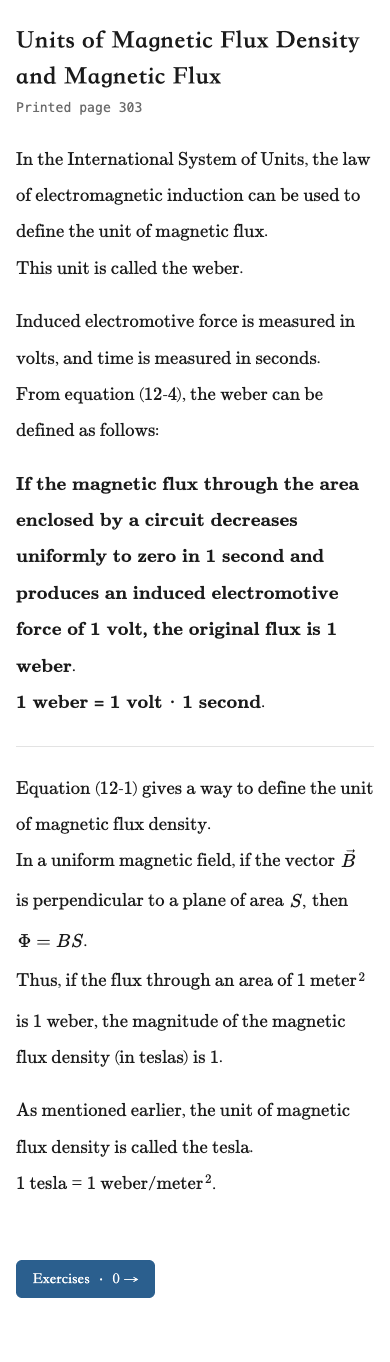 Units of Magnetic Flux Density
and Magnetic Flux
Printed page 303
In the International System of Units, the law
of electromagnetic induction can be used to
define the unit of magnetic flux.
This unit is called the weber.
Induced electromotive force is measured in
volts, and time is measured in seconds.
From equation (12-4), the weber can be
defined as follows:
If the magnetic flux through the area
enclosed by a circuit decreases
uniformly to zero in 1 second and
produces an induced electromotive
force of 1 volt, the original flux is 1
weber.
1 weber = 1 volt · 1 second.
Equation (12-1) gives a way to define the unit
of magnetic flux density.
In a uniform magnetic field, if the vector B⃗
is perpendicular to a plane of area S, then
Φ = BS.
Thus, if the flux through an area of 1 meter²
is 1 weber, the magnitude of the magnetic
flux density (in teslas) is 1.
As mentioned earlier, the unit of magnetic
flux density is called the tesla.
1 tesla = 1 weber/meter².
Exercises · 0 →